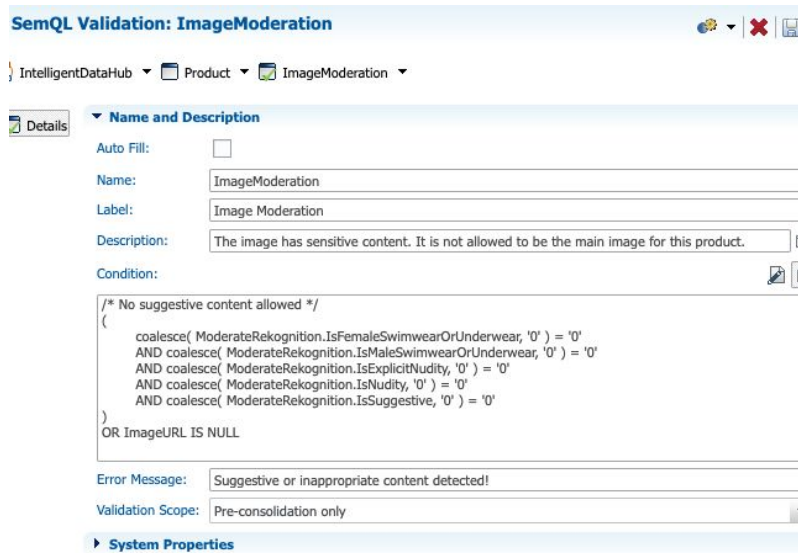 SemQL Validation: ImageModeration
IntelligentDataHub Product ImageModeration
Details
Name and Description
Auto Fill:
Name: ImageModeration
Label: Image Moderation
Description: The image has sensitive content. It is not allowed to be the main image for this product.
Condition:
/* No suggestive content allowed */
(
coalesce( ModerateRekognition.IsFemaleSwimwearOrUnderwear, '0' ) = '0'
AND coalesce( ModerateRekognition.IsMaleSwimwearOrUnderwear, '0' ) = '0'
AND coalesce( ModerateRekognition.IsExplicitNudity, '0' ) = '0'
AND coalesce( ModerateRekognition.IsNudity, '0' ) = '0'
AND coalesce( ModerateRekognition.IsSuggestive, '0' ) = '0'
)
OR ImageURL IS NULL
Error Message: Suggestive or inappropriate content detected!
Validation Scope: Pre-consolidation only
System Properties